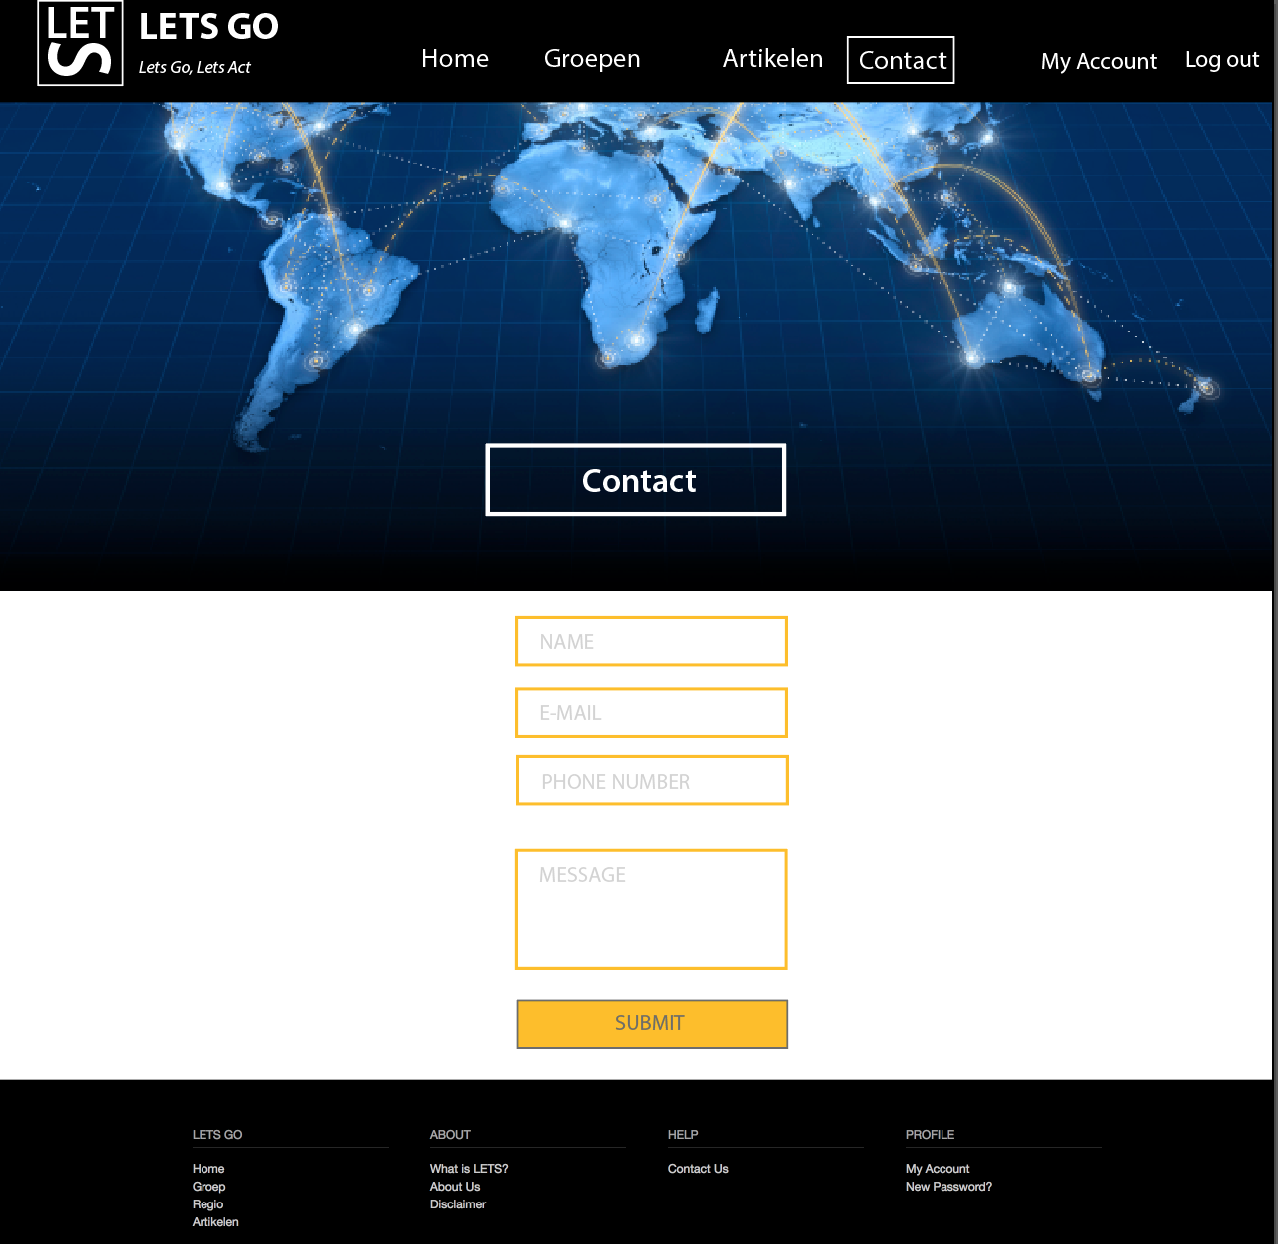 LETS
LETS GO
Lets Go, Lets Act
Home Groepen Artikelen Contact My Account Log out
Contact
NAME
E-MAIL
PHONE NUMBER
MESSAGE
SUBMIT
LETS GO
Home
Groep
Regio
Artikelen
ABOUT
What is LETS?
About Us
Disclaimer
HELP
Contact Us
PROFILE
My Account
New Password?